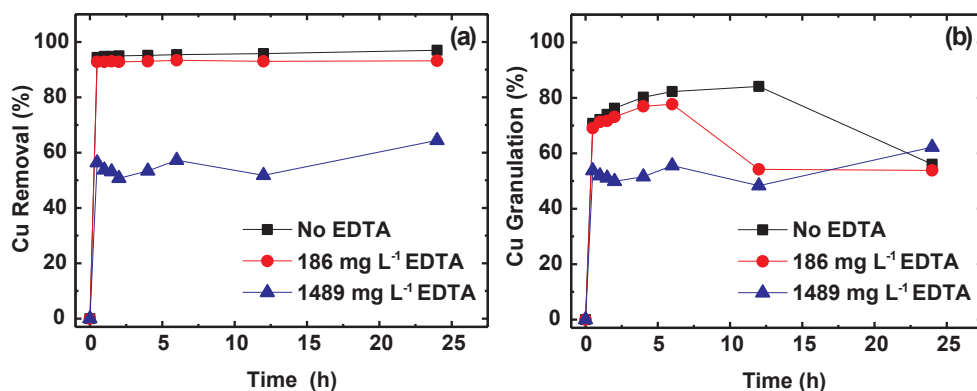 (a)
Cu Removal (%)
100
80
60
40
20
0
No EDTA
186 mg L⁻¹ EDTA
1489 mg L⁻¹ EDTA
0 5 10 15 20 25
Time (h)
(b)
Cu Granulation (%)
100
80
60
40
20
0
No EDTA
186 mg L⁻¹ EDTA
1489 mg L⁻¹ EDTA
0 5 10 15 20 25
Time (h)